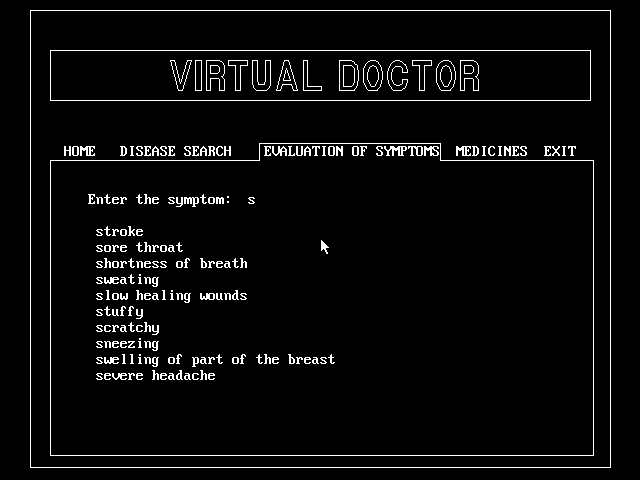 VIRTUAL DOCTOR
HOME DISEASE SEARCH EVALUATION OF SYMPTOMS MEDICINES EXIT
Enter the symptom: s
stroke
sore throat
shortness of breath
sweating
slow healing wounds
stuffy
scratchy
sneezing
swelling of part of the breast
severe headache